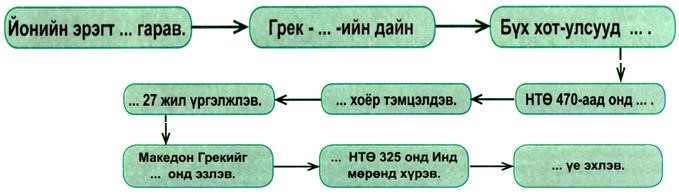 Йонийн эрэгт ... гарав.
Грек - ... -ийн дайн
Бүх хот-улсууд ... .
НТӨ 470-аад онд ... .
... хоёр тэмцэлдэв.
... 27 жил үргэлжлэв.
Македон Грекийг
... онд эзлэв.
... НТӨ 325 онд Инд
мөрөнд хүрэв.
... үе эхлэв.